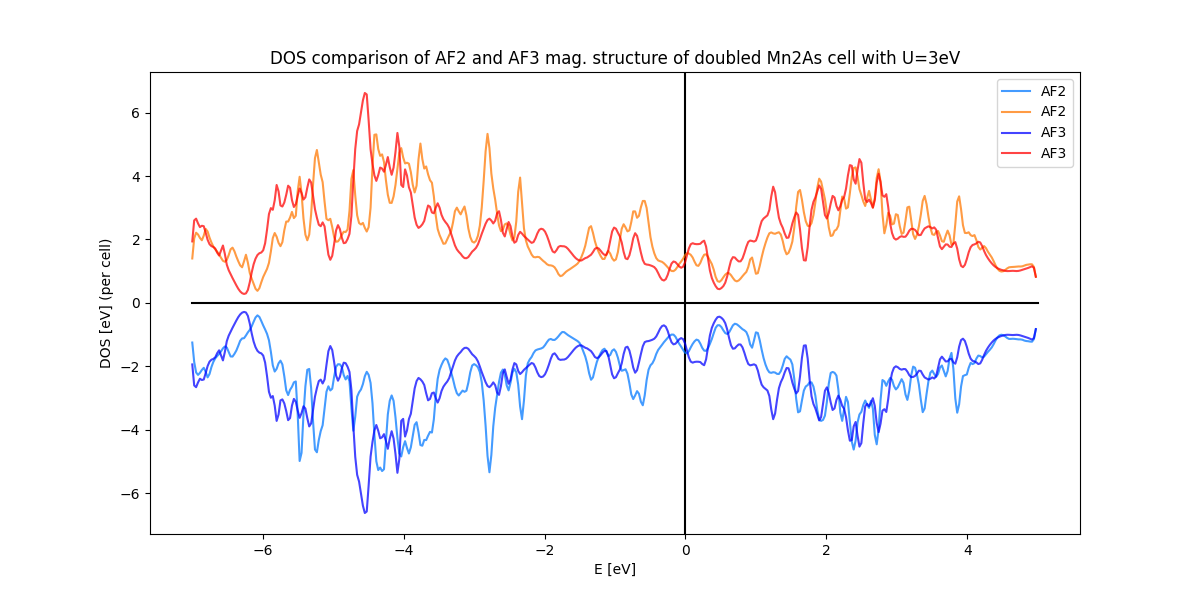 DOS comparison of AF2 and AF3 mag. structure of doubled Mn2As cell with U=3eV
AF2
AF2
AF3
AF3
6
4
2
0
−2
−4
−6
DOS [eV] (per cell)
−6 −4 −2 0 2 4
E [eV]